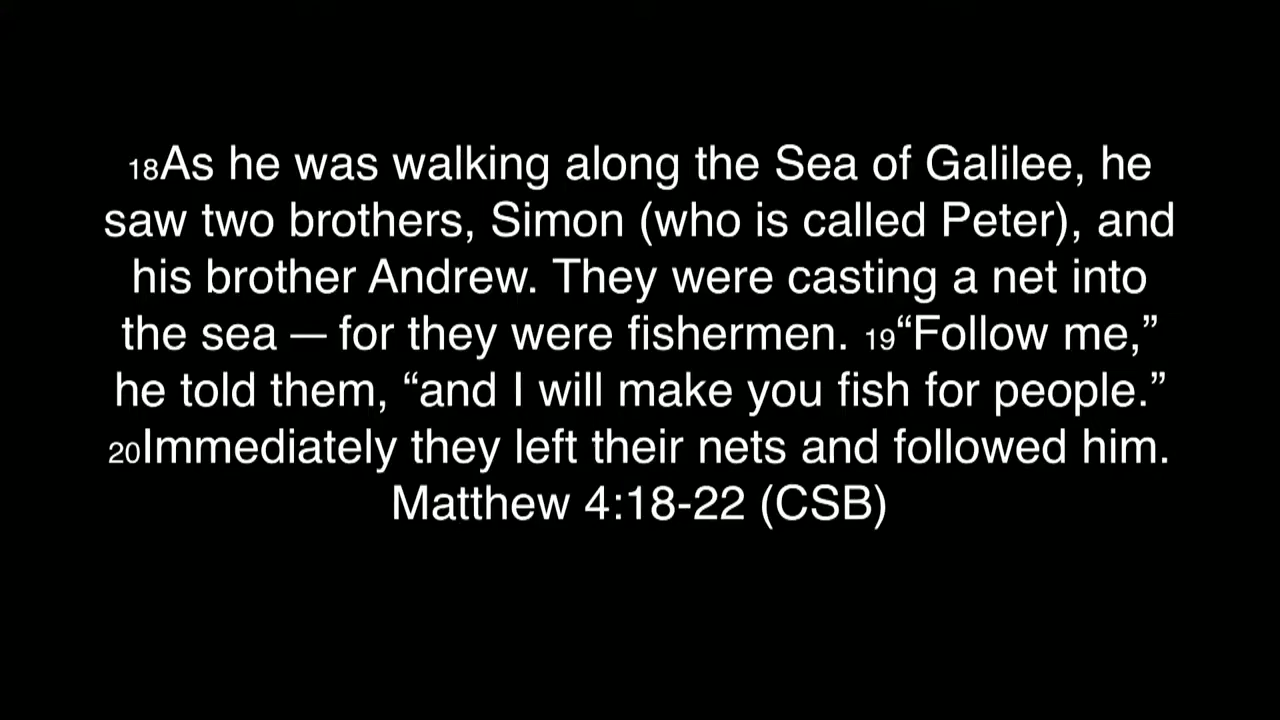 18As he was walking along the Sea of Galilee, he
saw two brothers, Simon (who is called Peter), and
his brother Andrew. They were casting a net into
the sea — for they were fishermen. 19“Follow me,”
he told them, “and I will make you fish for people.”
20Immediately they left their nets and followed him.
Matthew 4:18-22 (CSB)